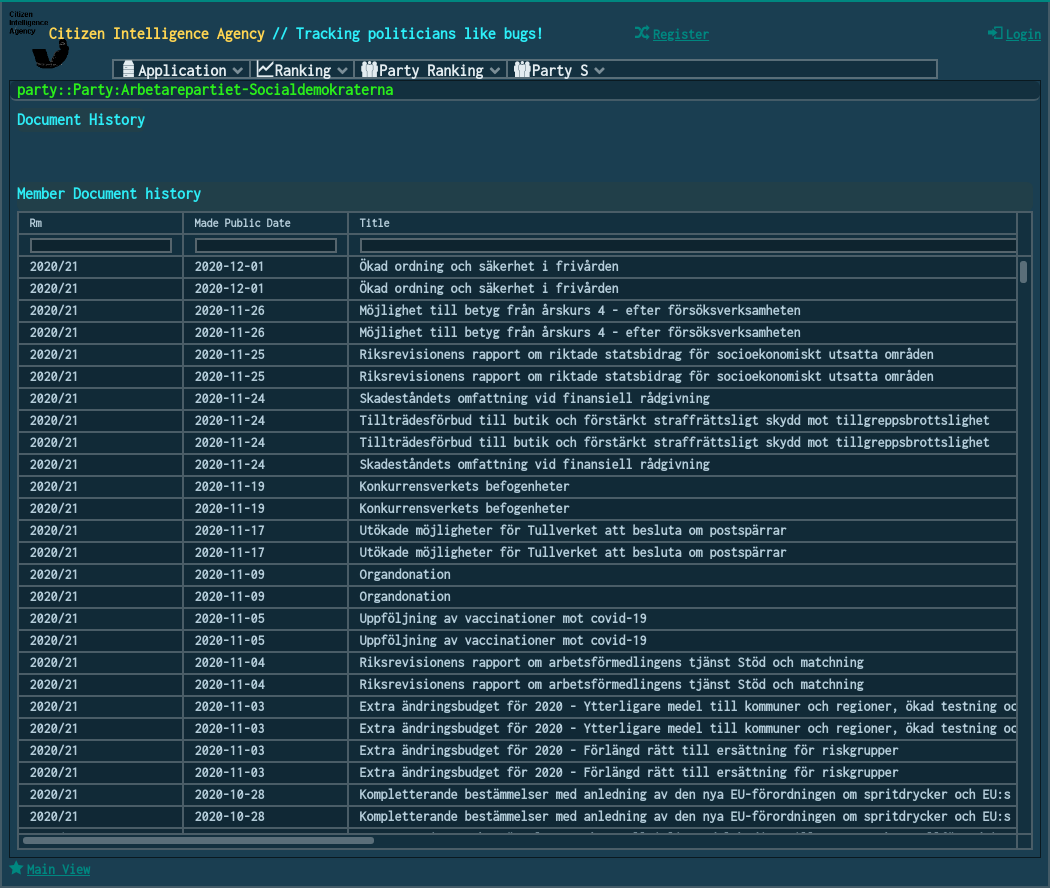 Citizen
Intelligence
Agency
Citizen Intelligence Agency // Tracking politicians like bugs!
Register
Login
Application
Ranking
Party Ranking
Party S
party::Party:Arbetarepartiet-Socialdemokraterna
Document History
Member Document history
Rm Made Public Date Title
2020/21 2020-12-01 Ökad ordning och säkerhet i frivården
2020/21 2020-12-01 Ökad ordning och säkerhet i frivården
2020/21 2020-11-26 Möjlighet till betyg från årskurs 4 - efter försöksverksamheten
2020/21 2020-11-26 Möjlighet till betyg från årskurs 4 - efter försöksverksamheten
2020/21 2020-11-25 Riksrevisionens rapport om riktade statsbidrag för socioekonomiskt utsatta områden
2020/21 2020-11-25 Riksrevisionens rapport om riktade statsbidrag för socioekonomiskt utsatta områden
2020/21 2020-11-24 Skadeståndets omfattning vid finansiell rådgivning
2020/21 2020-11-24 Tillträdesförbud till butik och förstärkt straffrättsligt skydd mot tillgreppsbrottslighet
2020/21 2020-11-24 Tillträdesförbud till butik och förstärkt straffrättsligt skydd mot tillgreppsbrottslighet
2020/21 2020-11-24 Skadeståndets omfattning vid finansiell rådgivning
2020/21 2020-11-19 Konkurrensverkets befogenheter
2020/21 2020-11-19 Konkurrensverkets befogenheter
2020/21 2020-11-17 Utökade möjligheter för Tullverket att besluta om postspärrar
2020/21 2020-11-17 Utökade möjligheter för Tullverket att besluta om postspärrar
2020/21 2020-11-09 Organdonation
2020/21 2020-11-09 Organdonation
2020/21 2020-11-05 Uppföljning av vaccinationer mot covid-19
2020/21 2020-11-05 Uppföljning av vaccinationer mot covid-19
2020/21 2020-11-04 Riksrevisionens rapport om arbetsförmedlingens tjänst Stöd och matchning
2020/21 2020-11-04 Riksrevisionens rapport om arbetsförmedlingens tjänst Stöd och matchning
2020/21 2020-11-03 Extra ändringsbudget för 2020 - Ytterligare medel till kommuner och regioner, ökad testning oc
2020/21 2020-11-03 Extra ändringsbudget för 2020 - Ytterligare medel till kommuner och regioner, ökad testning oc
2020/21 2020-11-03 Extra ändringsbudget för 2020 - Förlängd rätt till ersättning för riskgrupper
2020/21 2020-11-03 Extra ändringsbudget för 2020 - Förlängd rätt till ersättning för riskgrupper
2020/21 2020-10-28 Kompletterande bestämmelser med anledning av den nya EU-förordningen om spritdrycker och EU:s
2020/21 2020-10-28 Kompletterande bestämmelser med anledning av den nya EU-förordningen om spritdrycker och EU:s
Main View